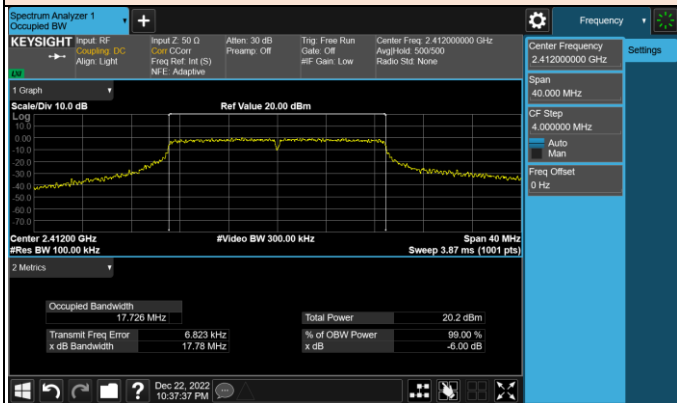 Spectrum Analyzer 1
Occupied BW
Frequency
KEYSIGHT
Input: RF
Coupling: DC
Align: Light
Input Z: 50 Ω
Corr CCorr
Freq Ref: Int (S)
NFE: Adaptive
Atten: 30 dB
Preamp: Off
Trig: Free Run
Gate: Off
#IF Gain: Low
Center Freq: 2.412000000 GHz
Avg|Hold: 500/500
Radio Std: None
Center Frequency
2.412000000 GHz
Settings
Span
40.000 MHz
CF Step
4.000000 MHz
Auto
Man
Freq Offset
0 Hz
1 Graph
Scale/Div 10.0 dB
Ref Value 20.00 dBm
Log
10.0
0.00
-10.0
-20.0
-30.0
-40.0
-50.0
-60.0
-70.0
Center 2.41200 GHz
#Video BW 300.00 kHz
Span 40 MHz
#Res BW 100.00 kHz
Sweep 3.87 ms (1001 pts)
2 Metrics
Occupied Bandwidth
17.726 MHz
Total Power 20.2 dBm
Transmit Freq Error 6.823 kHz
% of OBW Power 99.00 %
x dB Bandwidth 17.78 MHz
x dB -6.00 dB
?
Dec 22, 2022
10:37:37 PM